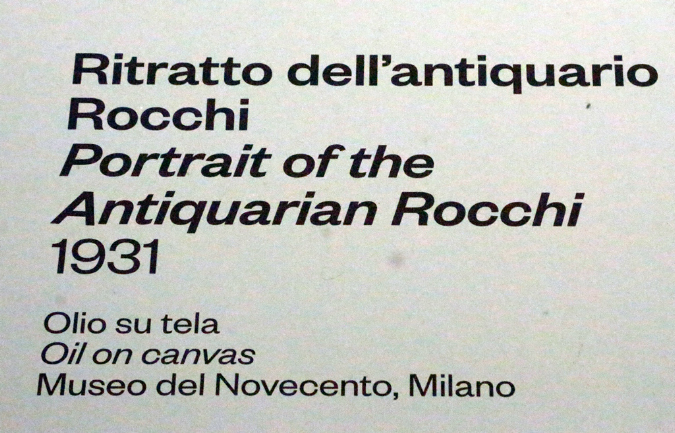 Ritratto dell’antiquario
Rocchi
Portrait of the
Antiquarian Rocchi
1931
Olio su tela
Oil on canvas
Museo del Novecento, Milano